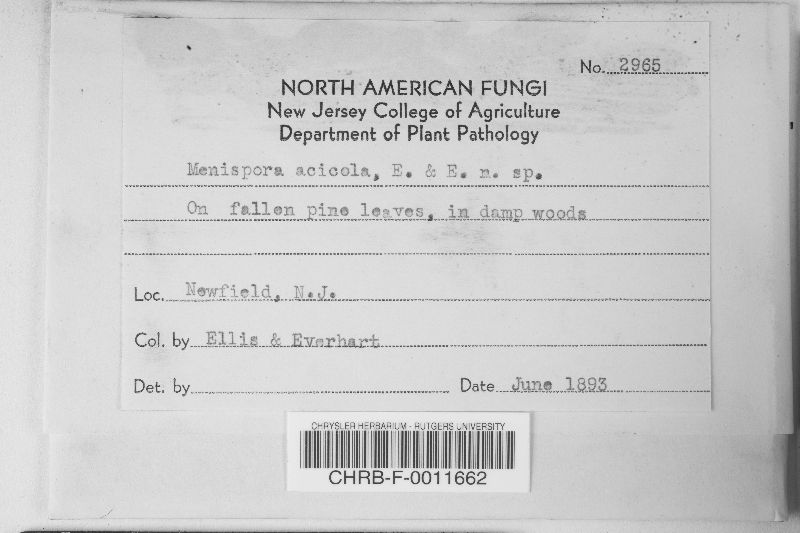 No. 2965
NORTH AMERICAN FUNGI
New Jersey College of Agriculture
Department of Plant Pathology
Menispora acicola, E. & E. n. sp.
On fallen pine leaves, in damp woods
Loc. Newfield, N.J.
Col. by Ellis & Everhart
Det. by
Date June 1893
CHRYSLER HERBARIUM - RUTGERS UNIVERSITY
CHRB-F-0011662